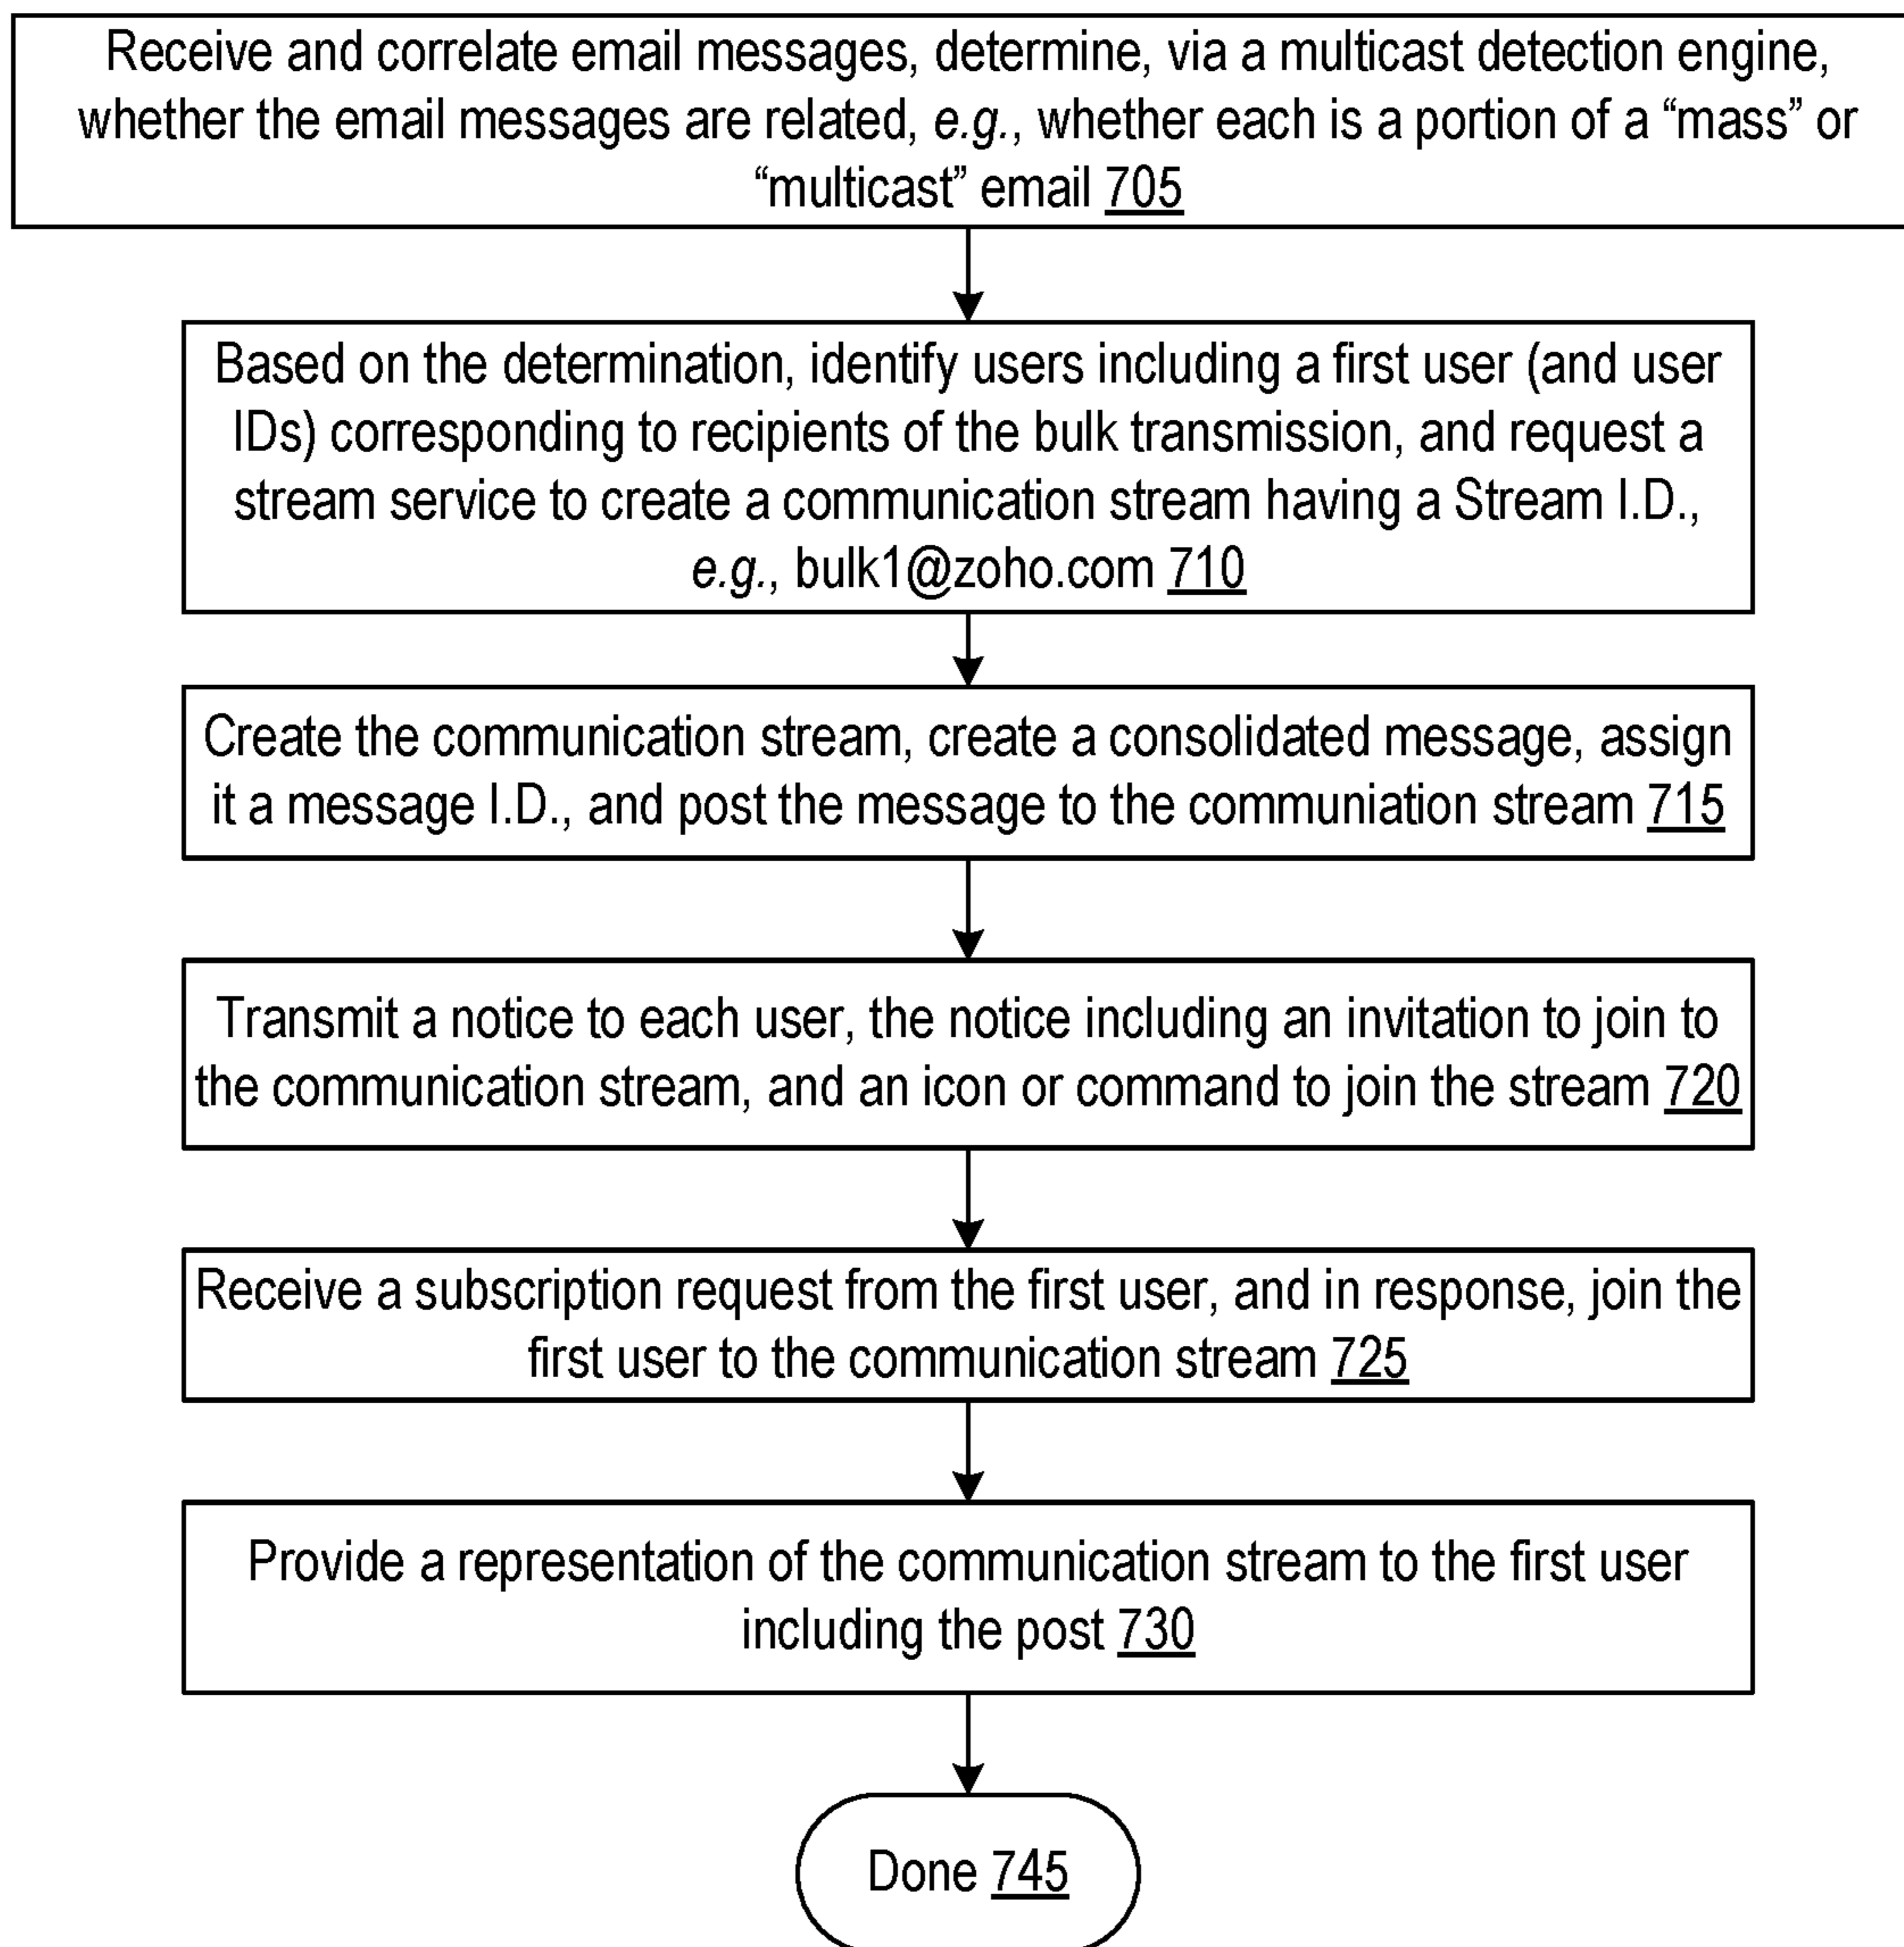 Receive and correlate email messages, determine, via a multicast detection engine,
whether the email messages are related, e.g., whether each is a portion of a “mass” or
“multicast” email 705
Based on the determination, identify users including a first user (and user
IDs) corresponding to recipients of the bulk transmission, and request a
stream service to create a communication stream having a Stream I.D.,
e.g., bulk1@zoho.com 710
Create the communication stream, create a consolidated message, assign
it a message I.D., and post the message to the communiation stream 715
Transmit a notice to each user, the notice including an invitation to join to
the communication stream, and an icon or command to join the stream 720
Receive a subscription request from the first user, and in response, join the
first user to the communication stream 725
Provide a representation of the communication stream to the first user
including the post 730
Done 745